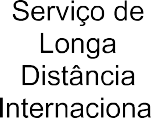 Serviço de
Longa
Distância
Internaciona